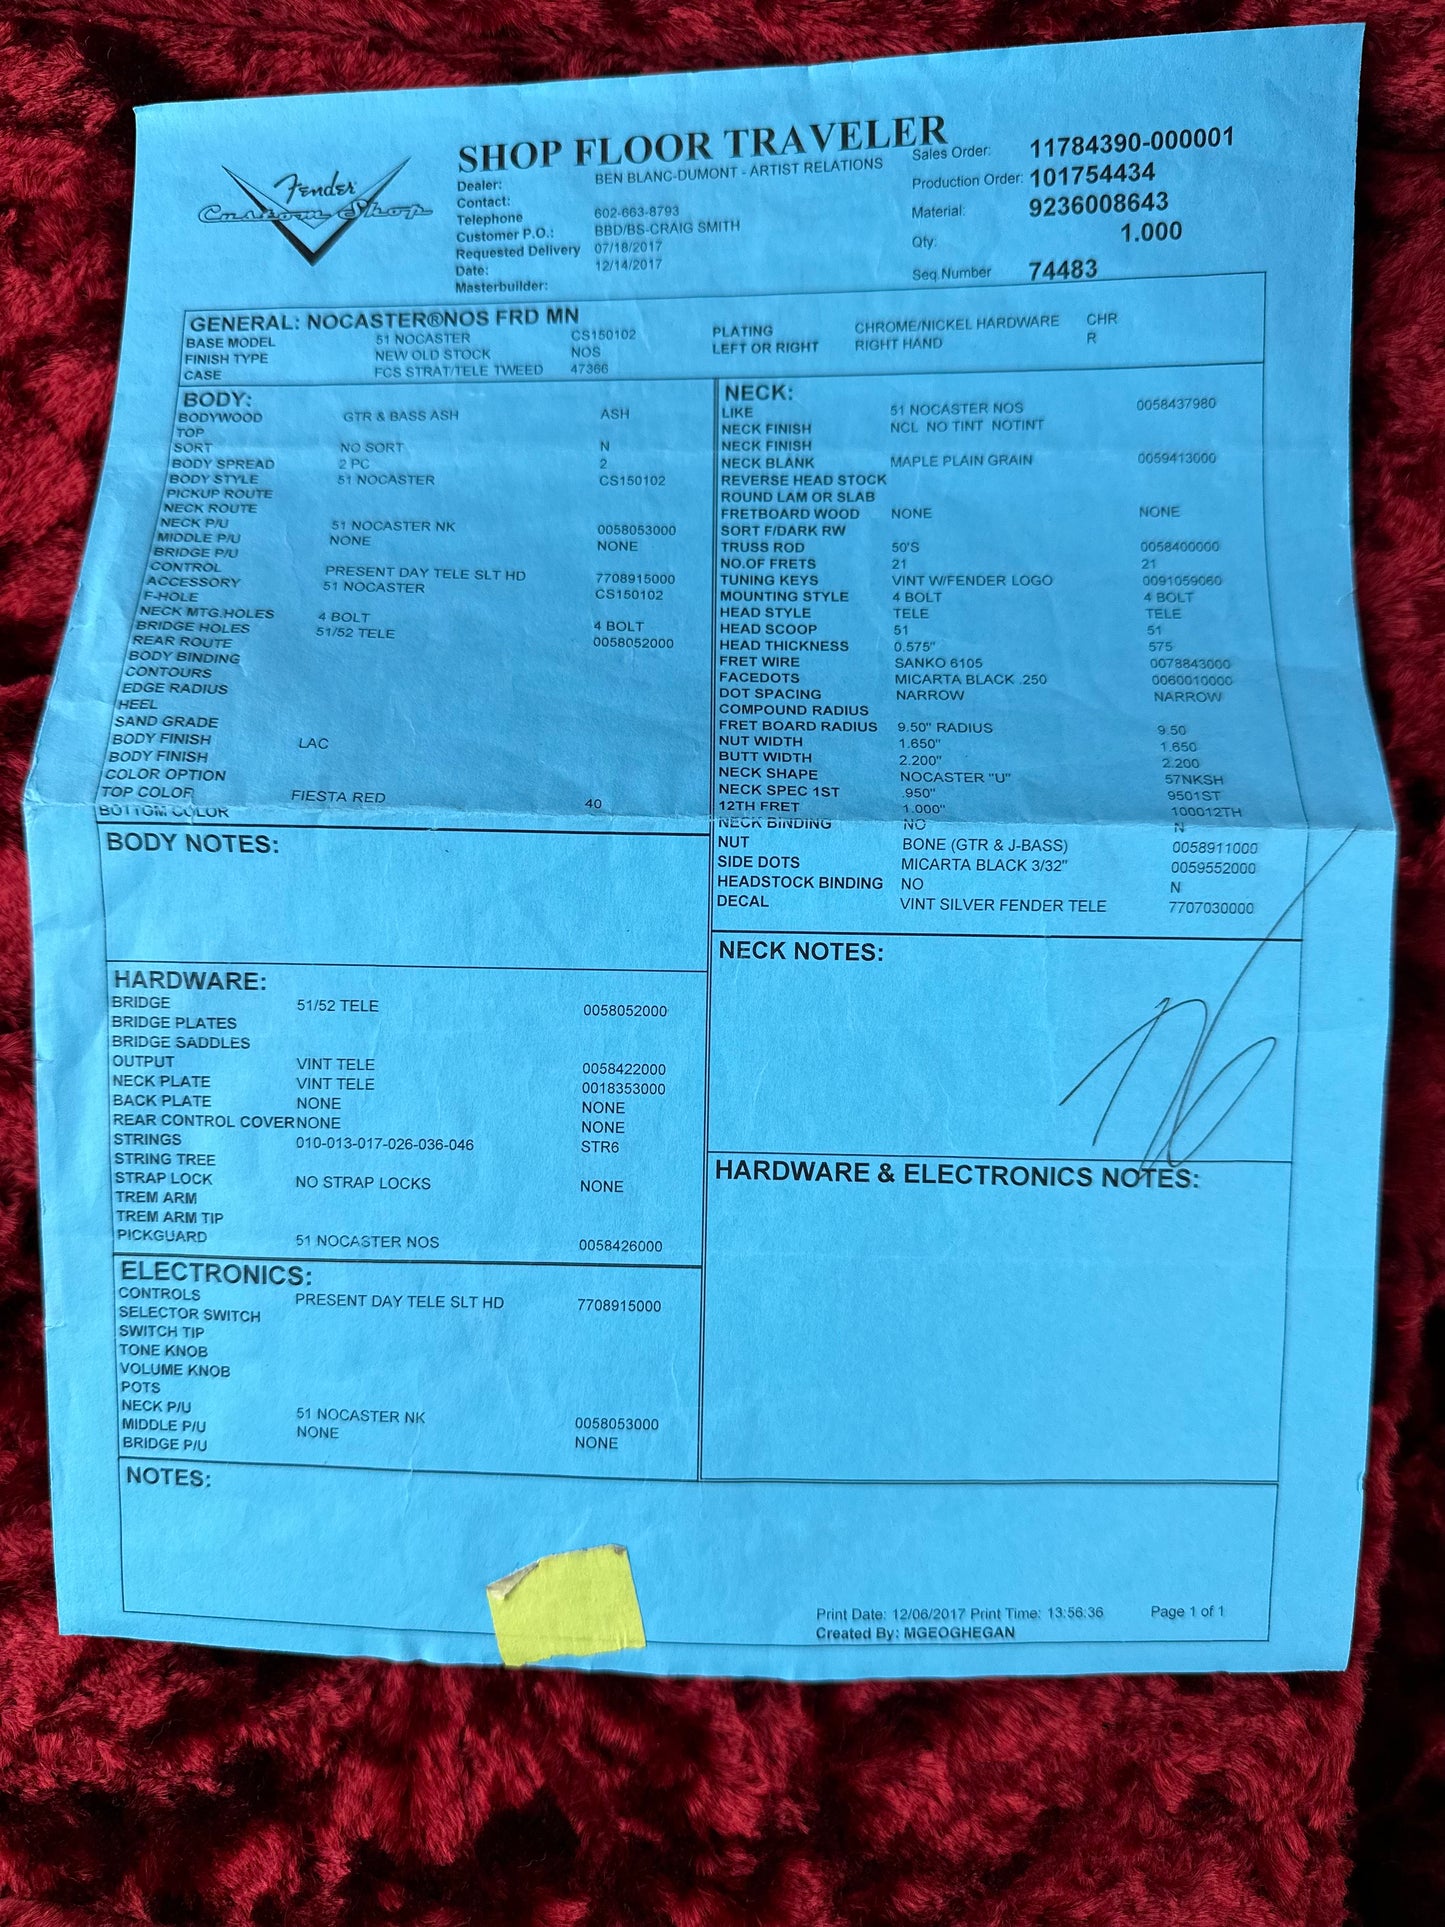 Fender
Custom Shop
SHOP FLOOR TRAVELER
Dealer: BEN BLANC-DUMONT - ARTIST RELATIONS
Contact:
Telephone 602-663-8793
Customer P.O.: BBD/BS-CRAIG SMITH
Requested Delivery 07/18/2017
Date: 12/14/2017
Masterbuilder:
Sales Order: 11784390-000001
Production Order: 101754434
Material: 9236008643
Qty: 1.000
Seq.Number 74483
GENERAL: NOCASTER®NOS FRD MN
BASE MODEL 51 NOCASTER CS150102
FINISH TYPE NEW OLD STOCK NOS
CASE FCS STRAT/TELE TWEED 47366
PLATING CHROME/NICKEL HARDWARE CHR
LEFT OR RIGHT RIGHT HAND R
BODY:
BODYWOOD GTR & BASS ASH ASH
TOP
SORT NO SORT N
BODY SPREAD 2 PC 2
BODY STYLE 51 NOCASTER CS150102
PICKUP ROUTE
NECK ROUTE
NECK P/U 51 NOCASTER NK 0058053000
MIDDLE P/U NONE NONE
BRIDGE P/U
CONTROL PRESENT DAY TELE SLT HD 7708915000
ACCESSORY 51 NOCASTER CS150102
F-HOLE
NECK MTG.HOLES 4 BOLT 4 BOLT
BRIDGE HOLES 51/52 TELE 0058052000
REAR ROUTE
BODY BINDING
CONTOURS
EDGE RADIUS
HEEL
SAND GRADE
BODY FINISH LAC
BODY FINISH
COLOR OPTION
TOP COLOR FIESTA RED 40
BOTTOM COLOR
BODY NOTES:
HARDWARE:
BRIDGE 51/52 TELE 0058052000
BRIDGE PLATES
BRIDGE SADDLES
OUTPUT VINT TELE 0058422000
NECK PLATE VINT TELE 0018353000
BACK PLATE NONE NONE
REAR CONTROL COVER NONE NONE
STRINGS 010-013-017-026-036-046 STR6
STRING TREE
STRAP LOCK NO STRAP LOCKS NONE
TREM ARM
TREM ARM TIP
PICKGUARD 51 NOCASTER NOS 0058426000
ELECTRONICS:
CONTROLS PRESENT DAY TELE SLT HD 7708915000
SELECTOR SWITCH
SWITCH TIP
TONE KNOB
VOLUME KNOB
POTS
NECK P/U 51 NOCASTER NK 0058053000
MIDDLE P/U NONE NONE
BRIDGE P/U
NECK:
LIKE 51 NOCASTER NOS 0058437980
NECK FINISH NCL NO TINT NOTINT
NECK FINISH
NECK BLANK MAPLE PLAIN GRAIN 0059413000
REVERSE HEAD STOCK
ROUND LAM OR SLAB
FRETBOARD WOOD NONE NONE
SORT F/DARK RW
TRUSS ROD 50'S 0058400000
NO.OF FRETS 21 21
TUNING KEYS VINT W/FENDER LOGO 0091059060
MOUNTING STYLE 4 BOLT 4 BOLT
HEAD STYLE TELE TELE
HEAD SCOOP 51 51
HEAD THICKNESS 0.575" 575
FRET WIRE SANKO 6105 0078843000
FACEDOTS MICARTA BLACK .250 0060010000
DOT SPACING NARROW NARROW
COMPOUND RADIUS
FRET BOARD RADIUS 9.50" RADIUS 9.50
NUT WIDTH 1.650" 1.650
BUTT WIDTH 2.200" 2.200
NECK SHAPE NOCASTER "U" 57NKSH
NECK SPEC 1ST .950" 9501ST
12TH FRET 1.000" 100012TH
NECK BINDING NO N
NUT BONE (GTR & J-BASS) 0058911000
SIDE DOTS MICARTA BLACK 3/32" 0059552000
HEADSTOCK BINDING NO N
DECAL VINT SILVER FENDER TELE 7707030000
NECK NOTES:
HARDWARE & ELECTRONICS NOTES:
NOTES:
Print Date: 12/06/2017 Print Time: 13:56:36 Page 1 of 1
Created By: MGEOGHEGAN